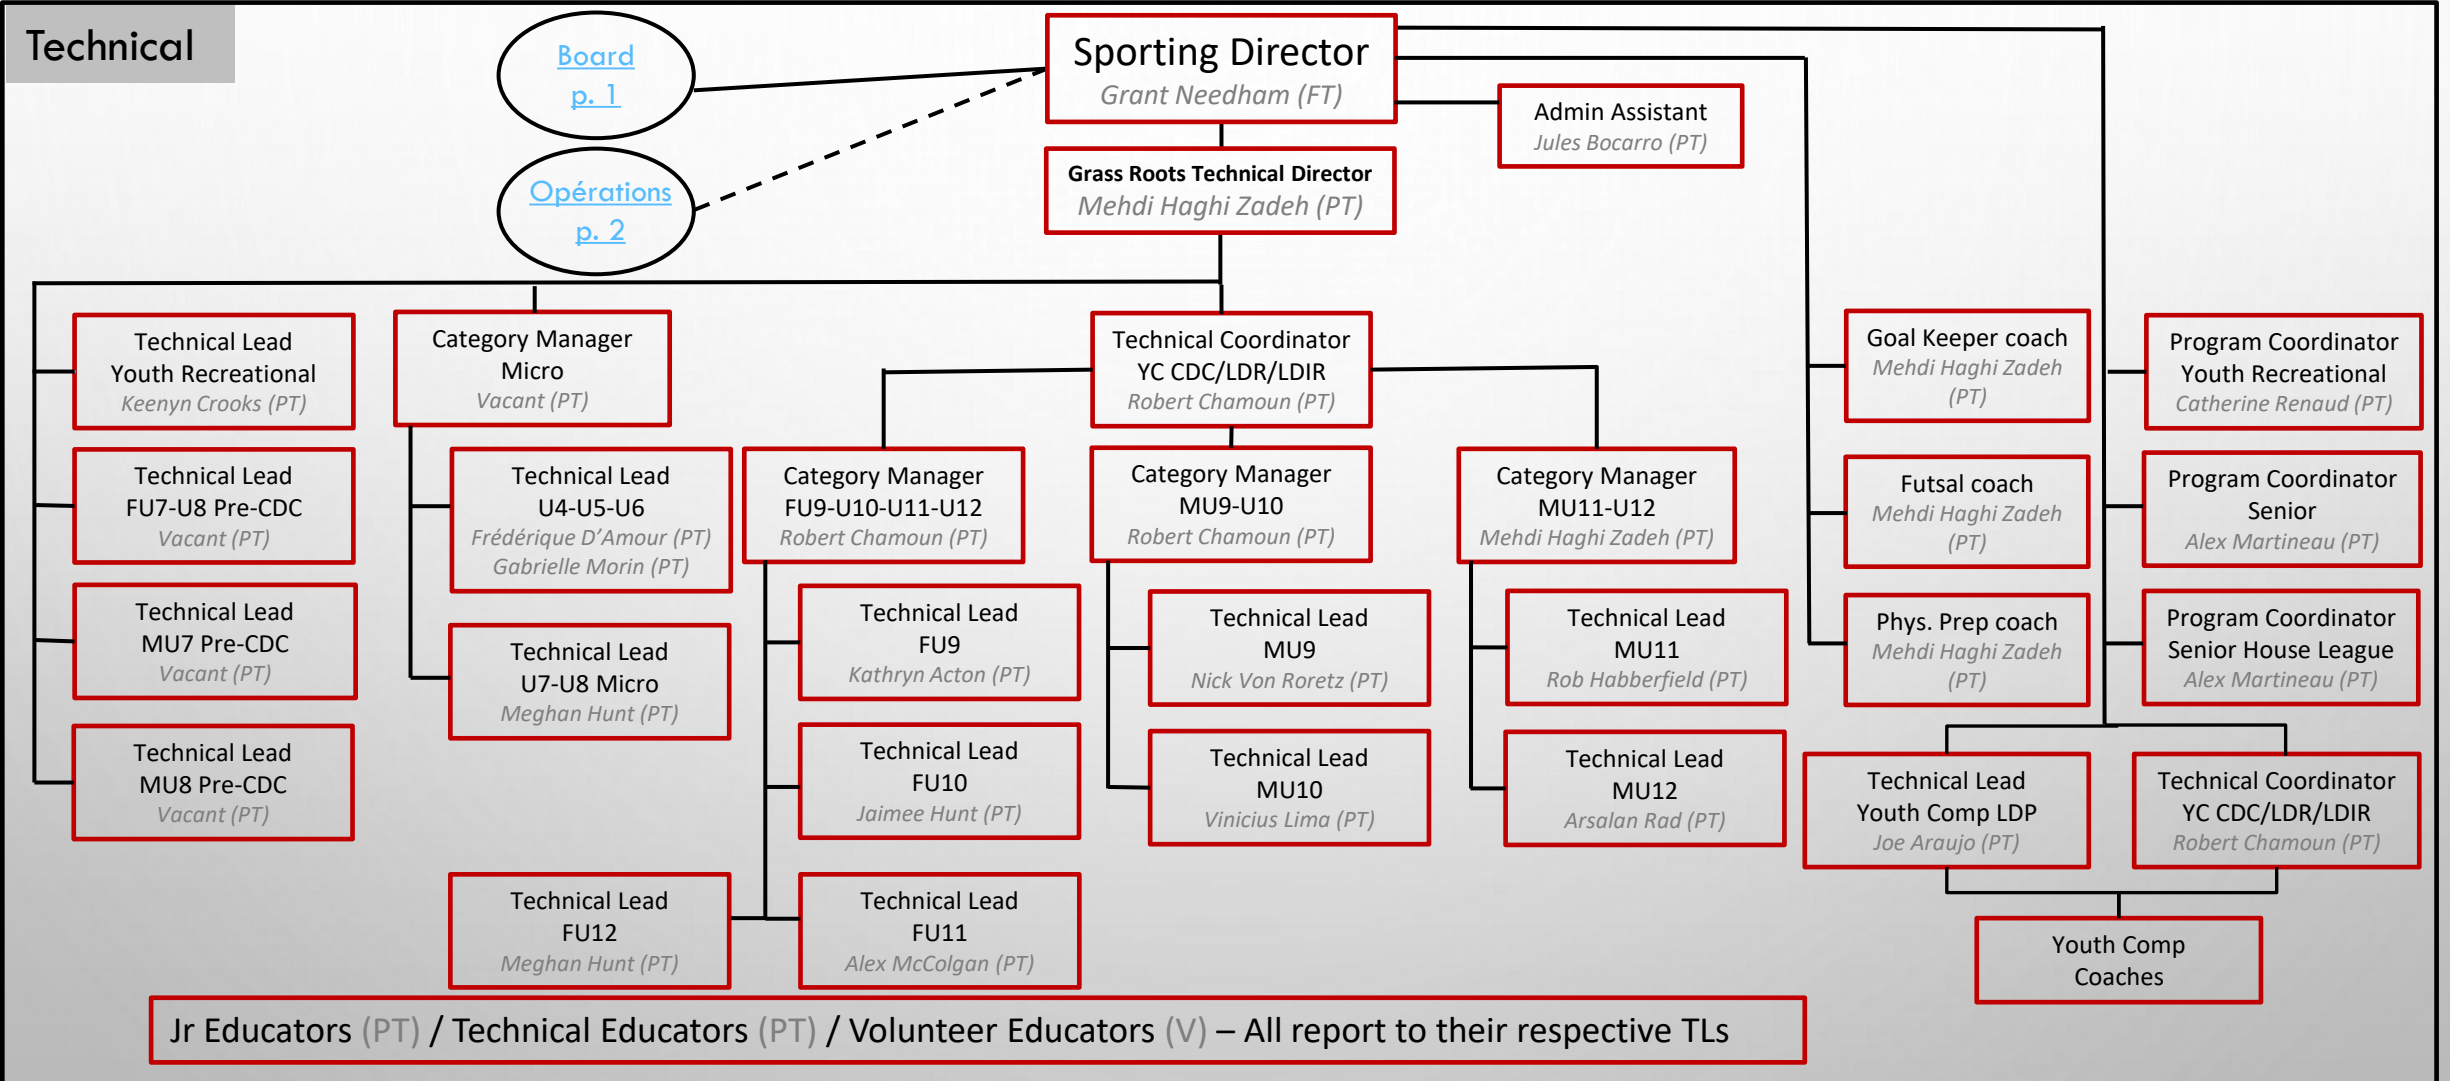 Technical
Board
p. 1
Opérations
p. 2
Sporting Director
Grant Needham (FT)
Admin Assistant
Jules Bocarro (PT)
Grass Roots Technical Director
Mehdi Haghi Zadeh (PT)
Technical Lead
Youth Recreational
Keenyn Crooks (PT)
Technical Lead
FU7-U8 Pre-CDC
Vacant (PT)
Technical Lead
MU7 Pre-CDC
Vacant (PT)
Technical Lead
MU8 Pre-CDC
Vacant (PT)
Category Manager
Micro
Vacant (PT)
Technical Lead
U4-U5-U6
Frédérique D’Amour (PT)
Gabrielle Morin (PT)
Technical Lead
U7-U8 Micro
Meghan Hunt (PT)
Technical Coordinator
YC CDC/LDR/LDIR
Robert Chamoun (PT)
Category Manager
FU9-U10-U11-U12
Robert Chamoun (PT)
Technical Lead
FU9
Kathryn Acton (PT)
Technical Lead
FU10
Jaimee Hunt (PT)
Technical Lead
FU12
Meghan Hunt (PT)
Technical Lead
FU11
Alex McColgan (PT)
Category Manager
MU9-U10
Robert Chamoun (PT)
Technical Lead
MU9
Nick Von Roretz (PT)
Technical Lead
MU10
Vinicius Lima (PT)
Category Manager
MU11-U12
Mehdi Haghi Zadeh (PT)
Technical Lead
MU11
Rob Habberfield (PT)
Technical Lead
MU12
Arsalan Rad (PT)
Goal Keeper coach
Mehdi Haghi Zadeh
(PT)
Futsal coach
Mehdi Haghi Zadeh
(PT)
Phys. Prep coach
Mehdi Haghi Zadeh
(PT)
Program Coordinator
Youth Recreational
Catherine Renaud (PT)
Program Coordinator
Senior
Alex Martineau (PT)
Program Coordinator
Senior House League
Alex Martineau (PT)
Technical Lead
Youth Comp LDP
Joe Araujo (PT)
Technical Coordinator
YC CDC/LDR/LDIR
Robert Chamoun (PT)
Youth Comp
Coaches
Jr Educators (PT) / Technical Educators (PT) / Volunteer Educators (V) – All report to their respective TLs